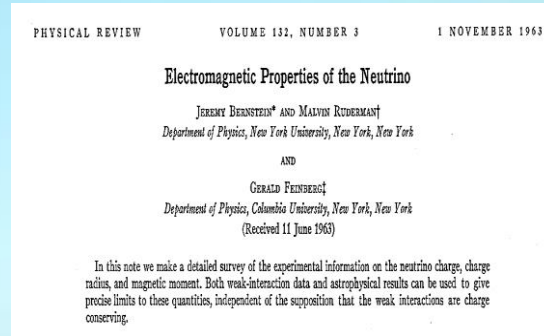 PHYSICAL REVIEW VOLUME 132, NUMBER 3 1 NOVEMBER 1963
Electromagnetic Properties of the Neutrino
JEREMY BERNSTEIN* AND MALVIN RUDERMAN†
Department of Physics, New York University, New York, New York
AND
GERALD FEINBERG‡
Department of Physics, Columbia University, New York, New York
(Received 11 June 1963)
In this note we make a detailed survey of the experimental information on the neutrino charge, charge
radius, and magnetic moment. Both weak-interaction data and astrophysical results can be used to give
precise limits to these quantities, independent of the supposition that the weak interactions are charge
conserving.